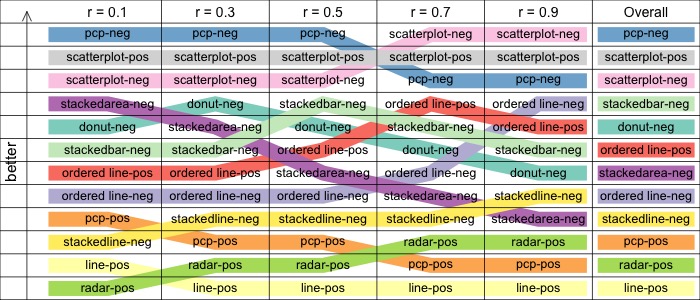 r = 0.1 r = 0.3 r = 0.5 r = 0.7 r = 0.9 Overall
pcp-neg pcp-neg pcp-neg scatterplot-neg scatterplot-neg pcp-neg
scatterplot-pos scatterplot-pos scatterplot-pos scatterplot-pos scatterplot-pos scatterplot-pos
scatterplot-neg scatterplot-neg scatterplot-neg pcp-neg pcp-neg scatterplot-neg
stackedarea-neg donut-neg stackedbar-neg ordered line-pos ordered line-neg stackedbar-neg
donut-neg stackedarea-neg donut-neg stackedbar-neg ordered line-pos donut-neg
stackedbar-neg stackedbar-neg ordered line-pos donut-neg stackedbar-neg ordered line-pos
ordered line-pos ordered line-pos stackedarea-neg ordered line-neg donut-neg stackedarea-neg
ordered line-neg ordered line-neg ordered line-neg stackedarea-neg stackedline-neg ordered line-neg
pcp-pos stackedline-neg stackedline-neg stackedline-neg stackedarea-neg stackedline-neg
stackedline-neg pcp-pos pcp-pos radar-pos radar-pos pcp-pos
line-pos radar-pos radar-pos pcp-pos pcp-pos radar-pos
radar-pos line-pos line-pos line-pos line-pos line-pos
better